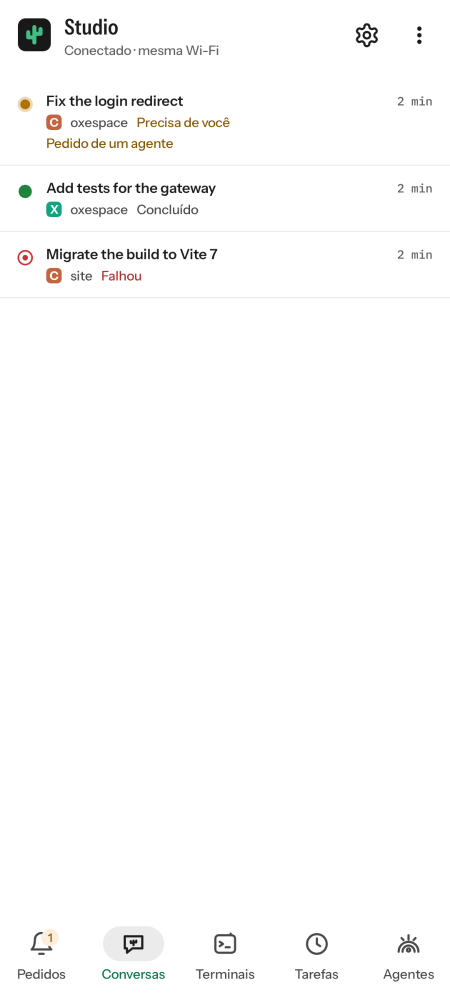 Studio
Conectado · mesma Wi-Fi
Fix the login redirect 2 min
C oxespace Precisa de você
Pedido de um agente
Add tests for the gateway 2 min
X oxespace Concluído
Migrate the build to Vite 7 2 min
C site Falhou
1
Pedidos Conversas Terminais Tarefas Agentes